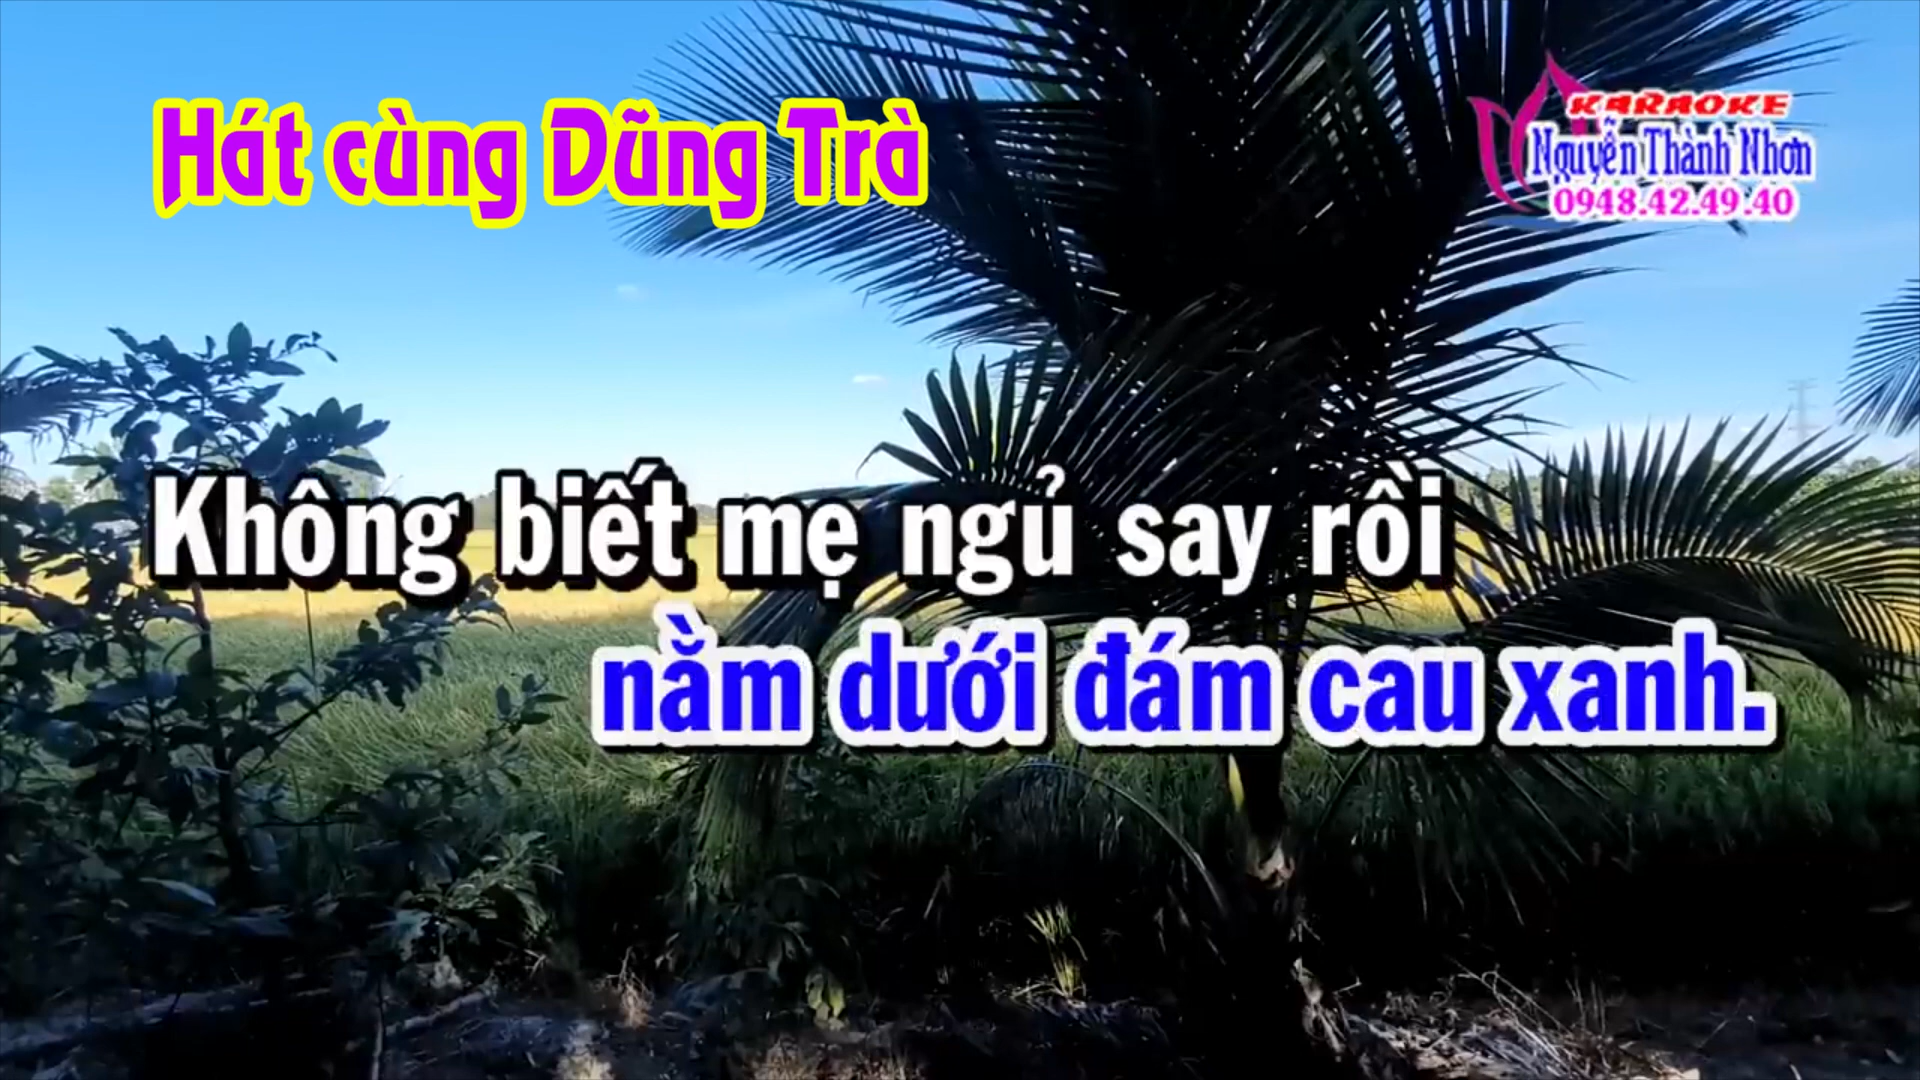 Hát cùng Dũng Trà
KARAOKE
Nguyễn Thành Nhơn
0948.42.49.40
Không biết mẹ ngủ say rồi
nằm dưới đám cau xanh.